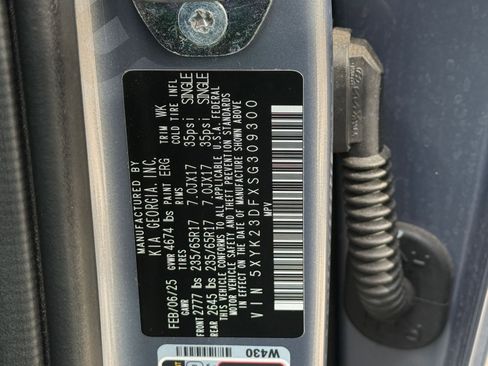 MANUFACTURED BY
KIA GEORGIA, INC.
FEB/06/25 GVWR 4674 lbs PAINT ERG TRIM WK
GAWR TIRES RIMS COLD TIRE INFL
FRONT 2777 lbs 235/65R17 7.0JX17 35psi SINGLE
REAR 2645 lbs 235/65R17 7.0JX17 35psi SINGLE
THIS VEHICLE CONFORMS TO ALL APPLICABLE U.S.A. FEDERAL
MOTOR VEHICLE SAFETY AND THEFT PREVENTION STANDARDS
IN EFFECT ON THE DATE OF MANUFACTURE SHOWN ABOVE
VIN 5XYK23DFXSG309300
MPV
W430